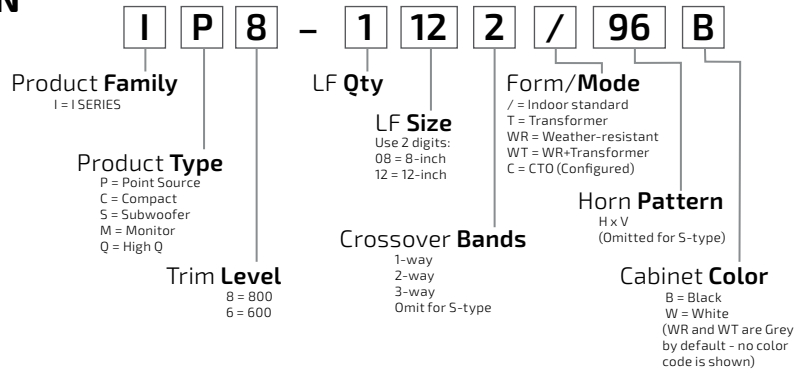 N
I P 8 – 1 12 2 / 96 B
Product Family
I = I SERIES
Product Type
P = Point Source
C = Compact
S = Subwoofer
M = Monitor
Q = High Q
Trim Level
8 = 800
6 = 600
LF Qty
LF Size
Use 2 digits:
08 = 8-inch
12 = 12-inch
Crossover Bands
1-way
2-way
3-way
Omit for S-type
Form/Mode
/ = Indoor standard
T = Transformer
WR = Weather-resistant
WT = WR+Transformer
C = CTO (Configured)
Horn Pattern
H x V
(Omitted for S-type)
Cabinet Color
B = Black
W = White
(WR and WT are Grey
by default - no color
code is shown)